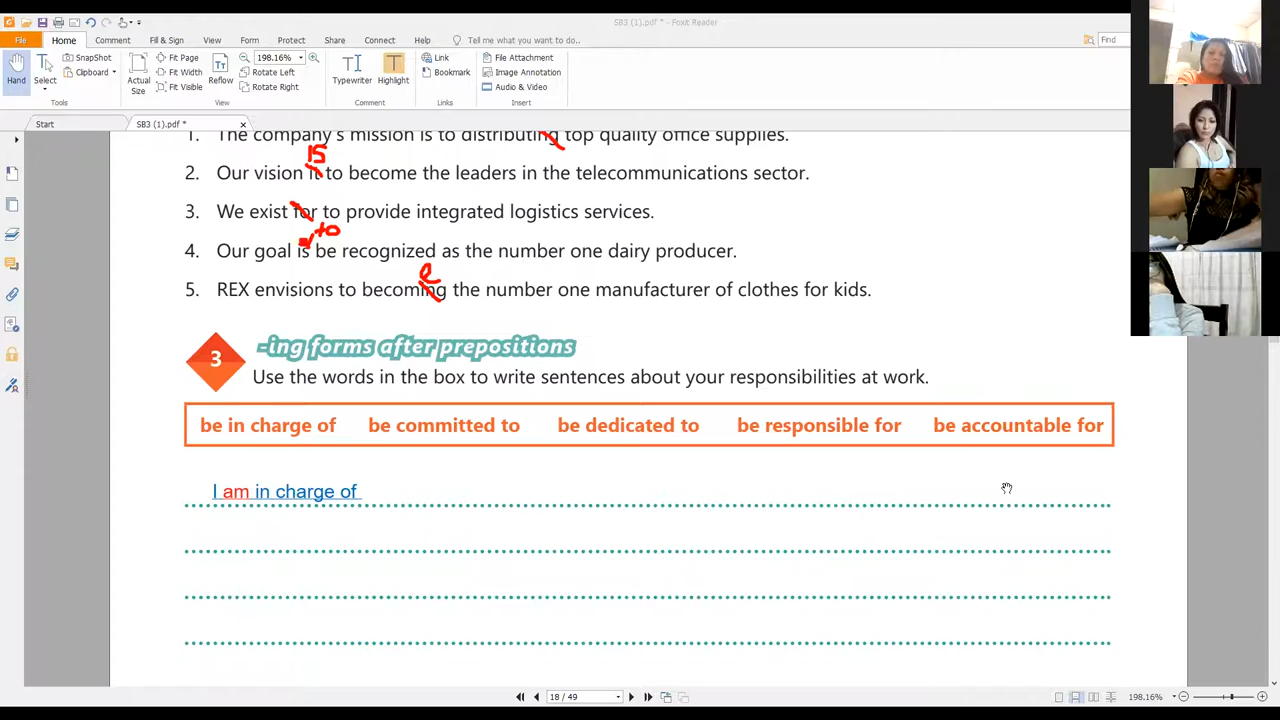 SB3 (1).pdf * - Foxit Reader
File Home Comment Fill & Sign View Form Protect Share Connect Help Tell me what you want to do.. Find
Hand
Select
SnapShot
Clipboard
Actual Size
Fit Page
Fit Width
Fit Visible
Reflow
198.16%
Rotate Left
Rotate Right
Typewriter
Highlight
Link
Bookmark
File Attachment
Image Annotation
Audio & Video
Tools View Comment Links Insert
Start SB3 (1).pdf *
1. The company's mission is to distributing top quality office supplies.
is
2. Our vision it to become the leaders in the telecommunications sector.
3. We exist for to provide integrated logistics services.
to
4. Our goal is be recognized as the number one dairy producer.
e
5. REX envisions to becoming the number one manufacturer of clothes for kids.
3 -ing forms after prepositions
Use the words in the box to write sentences about your responsibilities at work.
be in charge of be committed to be dedicated to be responsible for be accountable for
I am in charge of
18 / 49 198.16%